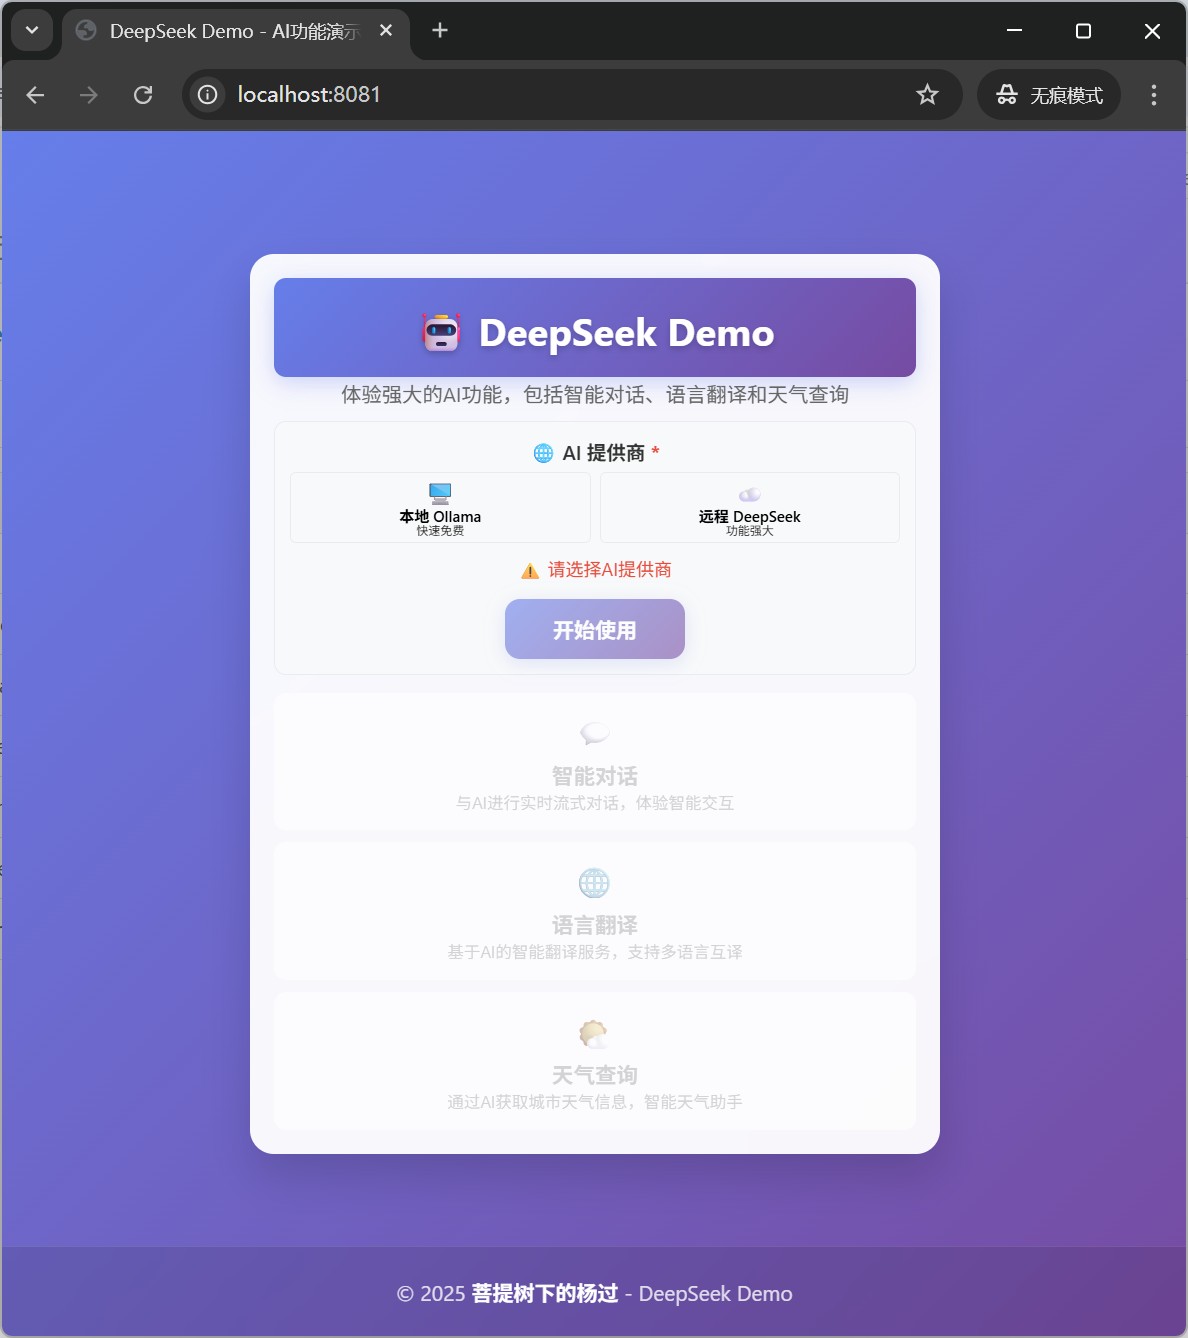 DeepSeek Demo - AI功能演示
localhost:8081
无痕模式
DeepSeek Demo
体验强大的AI功能，包括智能对话、语言翻译和天气查询
AI 提供商 *
本地 Ollama
快速免费
远程 DeepSeek
功能强大
请选择AI提供商
开始使用
智能对话
与AI进行实时流式对话，体验智能交互
语言翻译
基于AI的智能翻译服务，支持多语言互译
天气查询
通过AI获取城市天气信息，智能天气助手
© 2025 菩提树下的杨过 - DeepSeek Demo